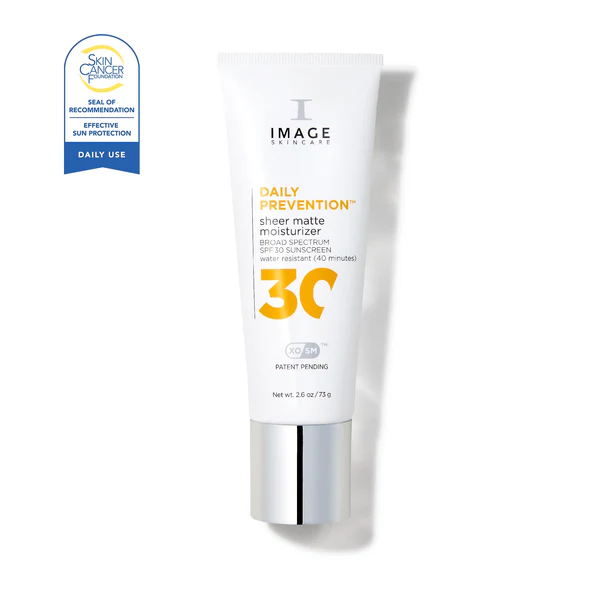 SKIN
CANCER
FOUNDATION
SEAL OF
RECOMMENDATION
EFFECTIVE
SUN PROTECTION
DAILY USE
I
IMAGE
SKINCARE
DAILY
PREVENTION™
sheer matte
moisturizer
BROAD SPECTRUM
SPF 30 SUNSCREEN
water resistant (40 minutes)
30
XO SM™
PATENT PENDING
Net wt. 2.6 oz / 73 g